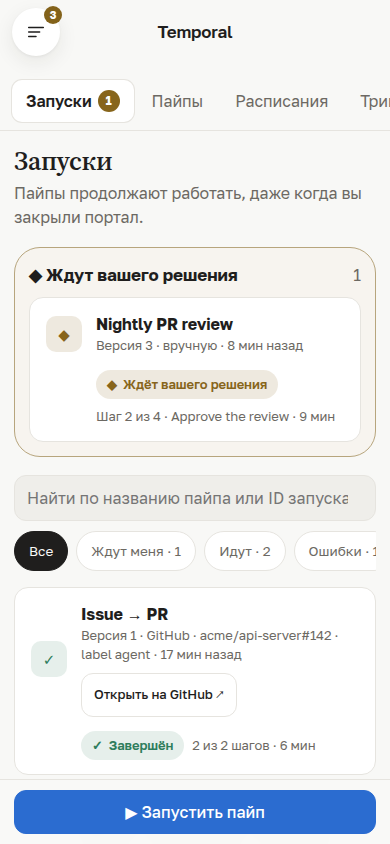 3
Temporal
Запуски 1 Пайпы Расписания Три
Запуски
Пайпы продолжают работать, даже когда вы
закрыли портал.
◆ Ждут вашего решения 1
◆ Nightly PR review
Версия 3 · вручную · 8 мин назад
◆ Ждёт вашего решения
Шаг 2 из 4 · Approve the review · 9 мин
Найти по названию пайпа или ID запуска
Все Ждут меня · 1 Идут · 2 Ошибки · 1
Issue → PR
Версия 1 · GitHub · acme/api-server#142 ·
✓ label agent · 17 мин назад
Открыть на GitHub ↗
✓ Завершён 2 из 2 шагов · 6 мин
▶ Запустить пайп